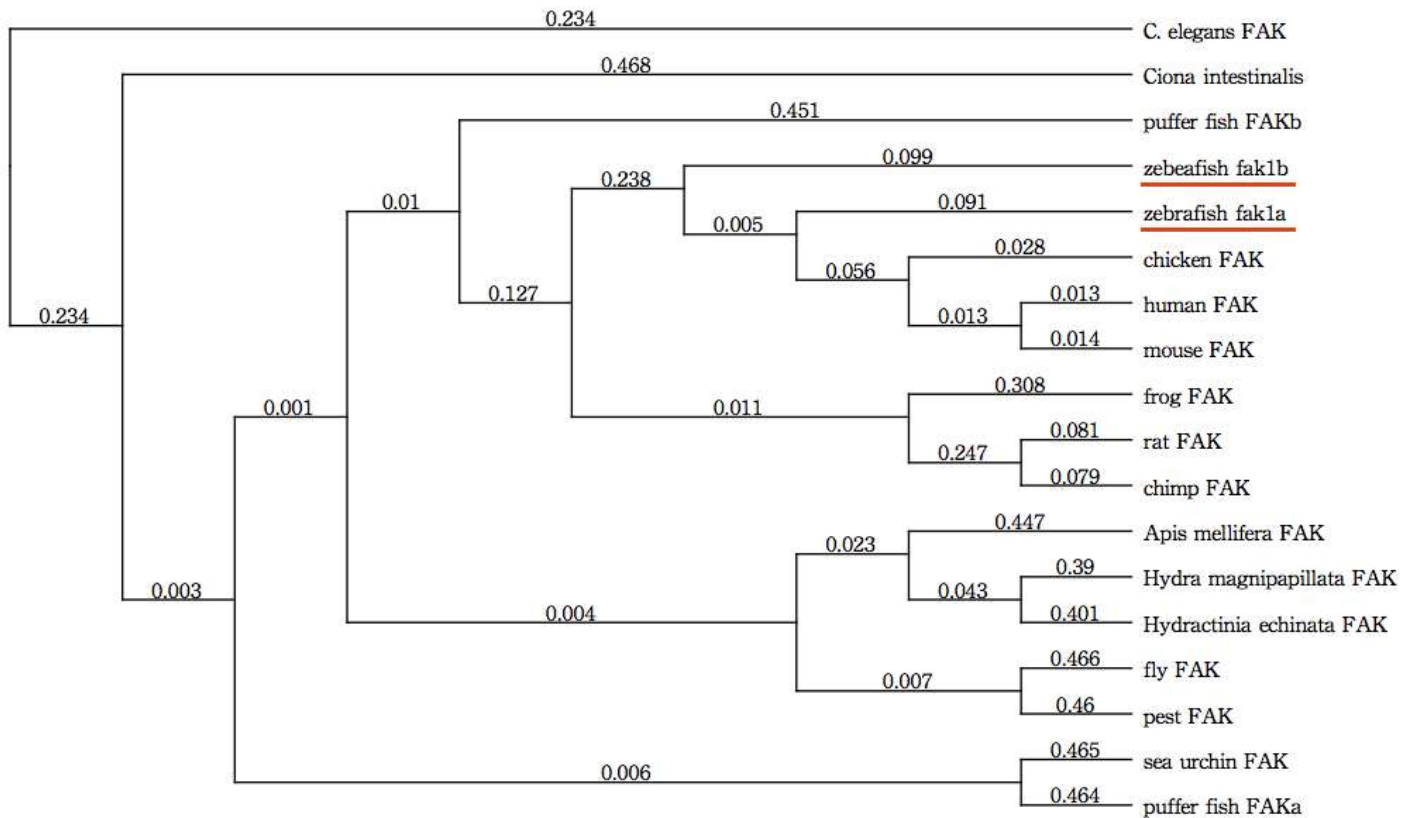 0.234
C. elegans FAK
0.468
Ciona intestinalis
0.451
puffer fish FAKb
0.099
zebeafish fak1b
0.238
0.091
zebrafish fak1a
0.01
0.005
0.028
chicken FAK
0.056
0.013
human FAK
0.127
0.013
0.234
0.014
mouse FAK
0.308
frog FAK
0.001
0.011
0.081
rat FAK
0.247
0.079
chimp FAK
0.447
Apis mellifera FAK
0.023
0.39
Hydra magnipapillata FAK
0.003
0.043
0.004
0.401
Hydractinia echinata FAK
0.466
fly FAK
0.007
0.46
pest FAK
0.465
sea urchin FAK
0.006
0.464
puffer fish FAKa